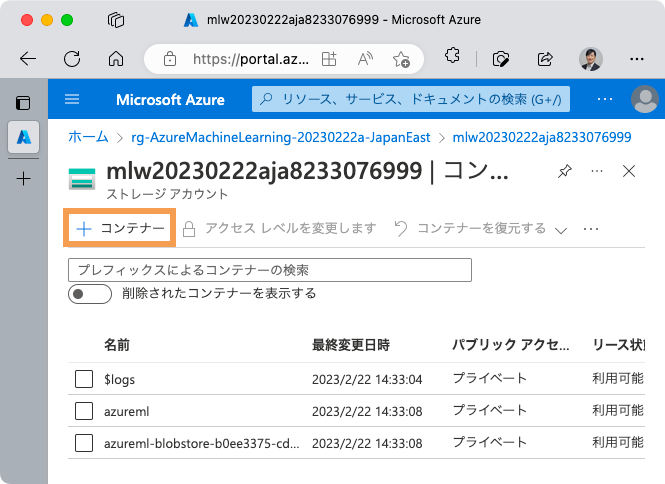 mlw20230222aja8233076999 - Microsoft Azure
https://portal.az...
Microsoft Azure
リソース、サービス、ドキュメントの検索 (G+/)
ホーム > rg-AzureMachineLearning-20230222a-JapanEast > mlw20230222aja8233076999
mlw20230222aja8233076999 | コン...
ストレージ アカウント
コンテナー アクセス レベルを変更します コンテナーを復元する
プレフィックスによるコンテナーの検索
削除されたコンテナーを表示する
名前 最終変更日時 パブリック アクセ... リース状
$logs 2023/2/22 14:33:04 プライベート 利用可能
azureml 2023/2/22 14:33:08 プライベート 利用可能
azureml-blobstore-b0ee3375-cd... 2023/2/22 14:33:08 プライベート 利用可能